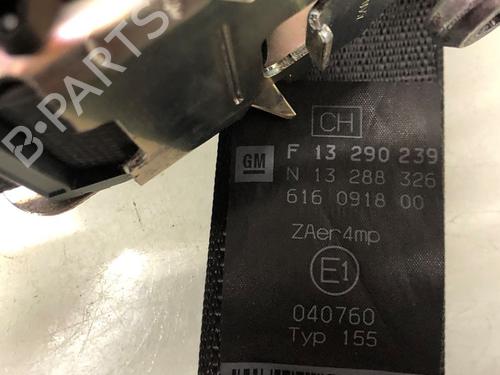 CH
GM F 13 290 239
N 13 288 326
616 0918 00
ZAer4mp
E1
040760
Typ 155
B-PARTS